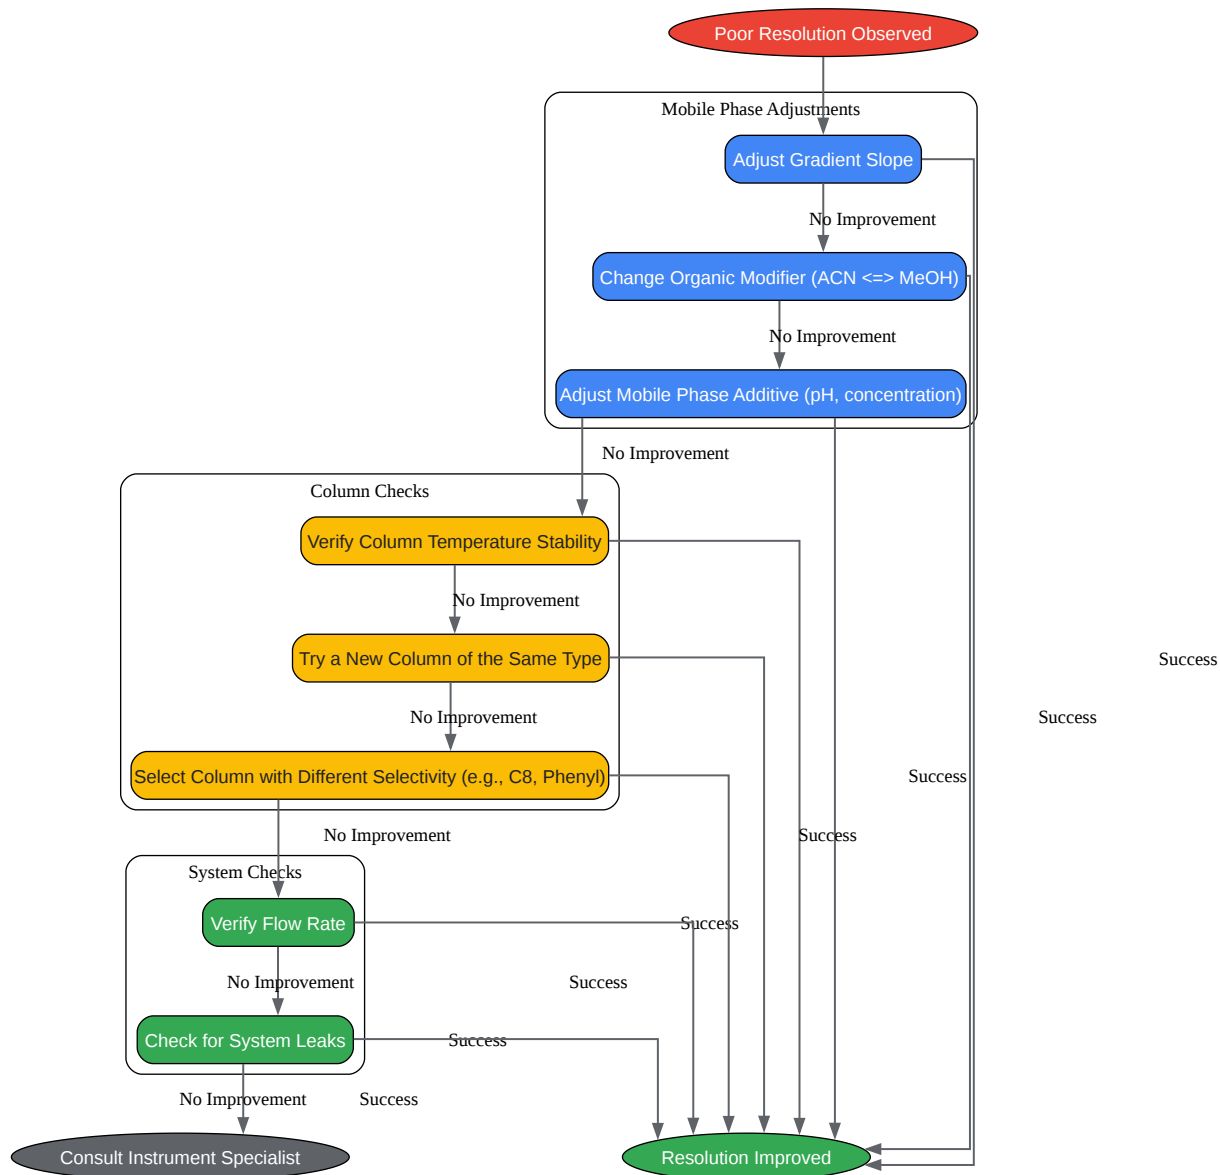 Poor Resolution Observed
Mobile Phase Adjustments
Adjust Gradient Slope
No Improvement
Change Organic Modifier (ACN <=> MeOH)
No Improvement
Adjust Mobile Phase Additive (pH, concentration)
No Improvement
Column Checks
Verify Column Temperature Stability
No Improvement
Try a New Column of the Same Type
Success
No Improvement
Success
Select Column with Different Selectivity (e.g., C8, Phenyl)
Success
No Improvement
Success
System Checks
Verify Flow Rate
Success
No Improvement
Success
Check for System Leaks
Success
No Improvement
Success
Consult Instrument Specialist
Resolution Improved